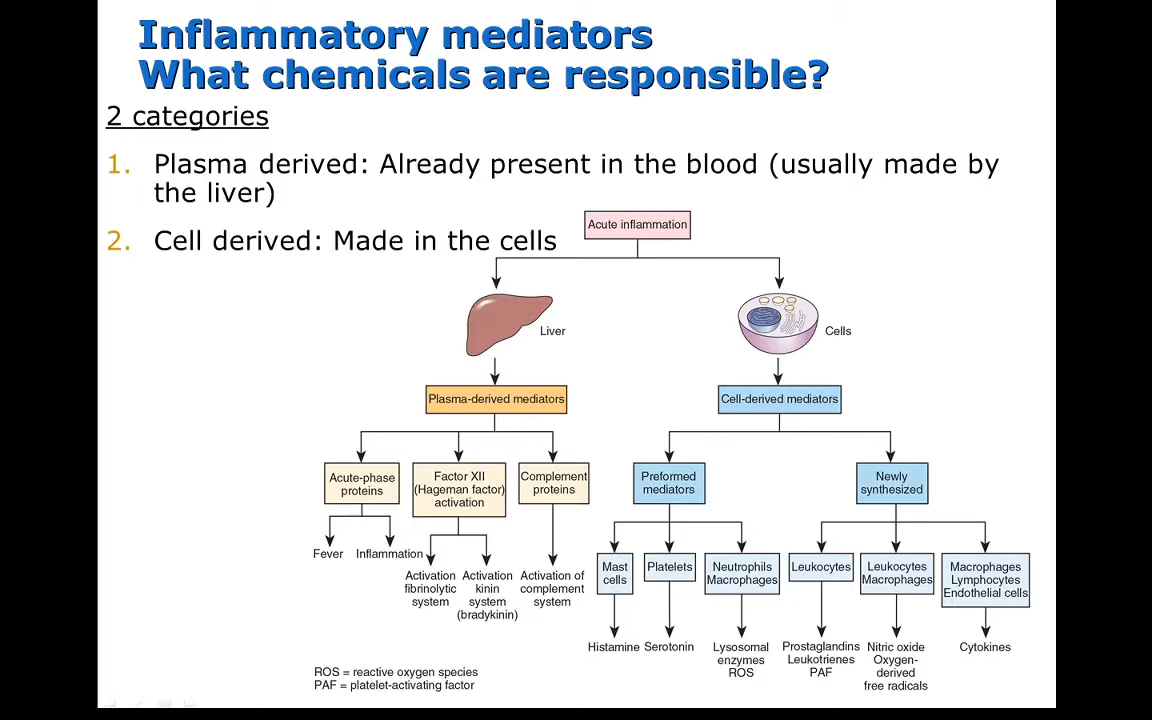 Inflammatory mediators
What chemicals are responsible?
2 categories
1. Plasma derived: Already present in the blood (usually made by
the liver)
2. Cell derived: Made in the cells
Acute inflammation
Liver
Cells
Plasma-derived mediators
Cell-derived mediators
Acute-phase
proteins
Factor XII
(Hageman factor)
activation
Complement
proteins
Preformed
mediators
Newly
synthesized
Fever
Inflammation
Activation
fibrinolytic
system
Activation
kinin
system
(bradykinin)
Activation of
complement
system
Mast
cells
Platelets
Neutrophils
Macrophages
Leukocytes
Leukocytes
Macrophages
Macrophages
Lymphocytes
Endothelial cells
Histamine
Serotonin
Lysosomal
enzymes
ROS
Prostaglandins
Leukotrienes
PAF
Nitric oxide
Oxygen-
derived
free radicals
Cytokines
ROS = reactive oxygen species
PAF = platelet-activating factor